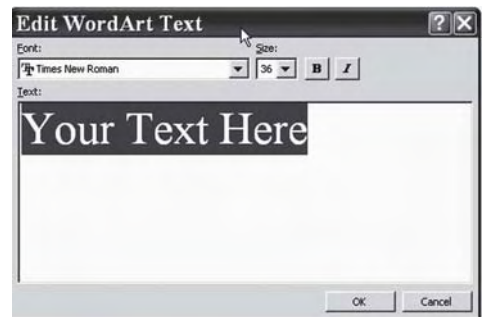 Edit WordArt Text
Font: Size:
Times New Roman 36 B I
Text:
Your Text Here
OK Cancel